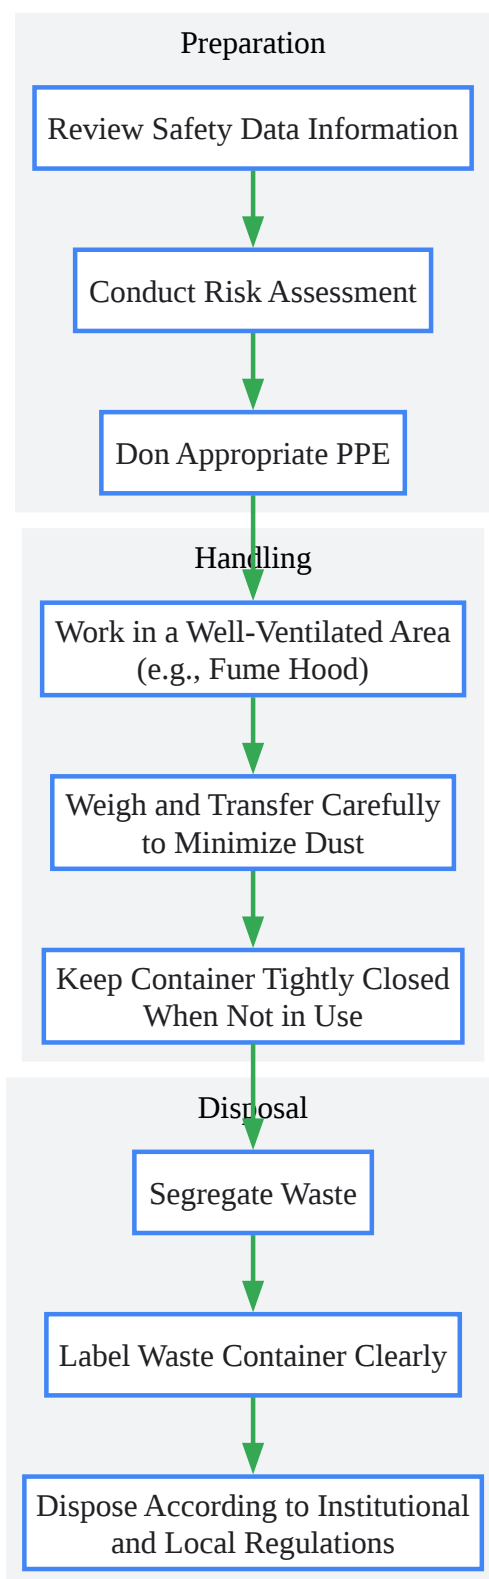 Preparation
Review Safety Data Information
Conduct Risk Assessment
Don Appropriate PPE
Handling
Work in a Well-Ventilated Area
(e.g., Fume Hood)
Weigh and Transfer Carefully
to Minimize Dust
Keep Container Tightly Closed
When Not in Use
Disposal
Segregate Waste
Label Waste Container Clearly
Dispose According to Institutional
and Local Regulations